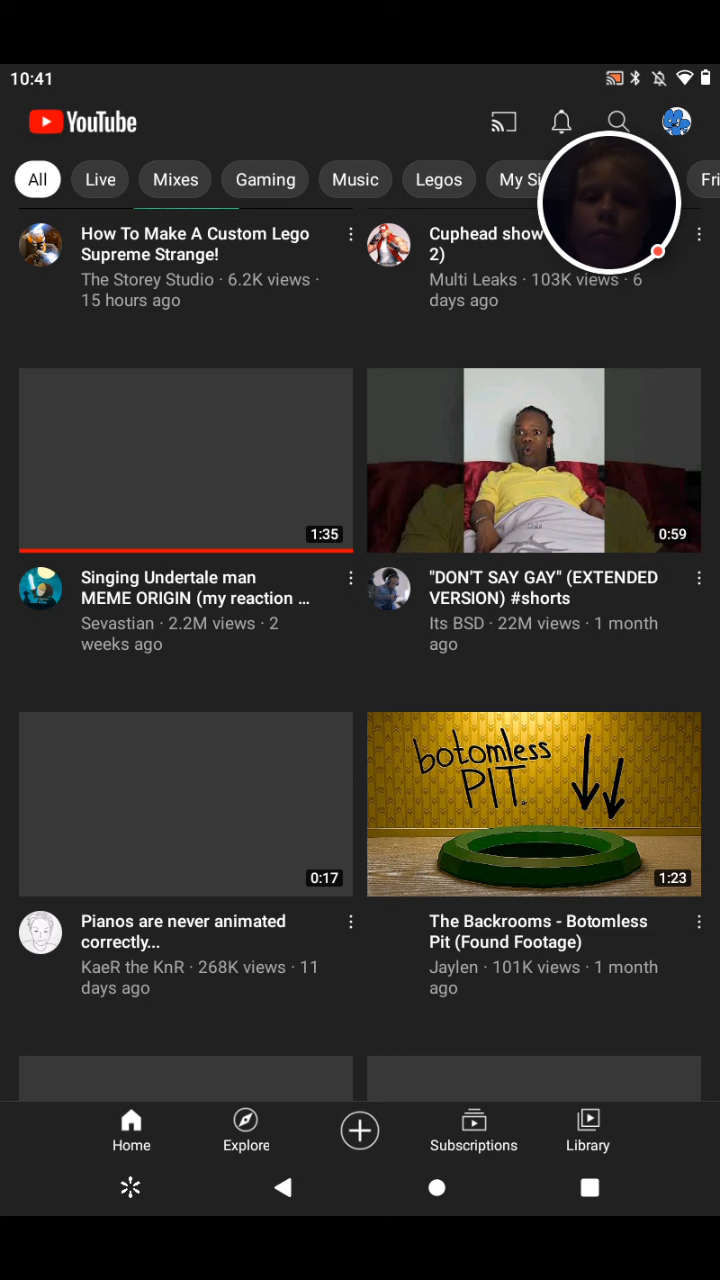 10:41
YouTube
All Live Mixes Gaming Music Legos My Si Fri
How To Make A Custom Lego
Supreme Strange!
The Storey Studio · 6.2K views ·
15 hours ago
Cuphead show
2)
Multi Leaks · 103K views · 6
days ago
1:35
0:59
Singing Undertale man
MEME ORIGIN (my reaction ...
Sevastian · 2.2M views · 2
weeks ago
"DON'T SAY GAY" (EXTENDED
VERSION) #shorts
Its BSD · 22M views · 1 month
ago
botomless
PIT.
0:17
1:23
Pianos are never animated
correctly...
KaeR the KnR · 268K views · 11
days ago
The Backrooms - Botomless
Pit (Found Footage)
Jaylen · 101K views · 1 month
ago
Home Explore Subscriptions Library